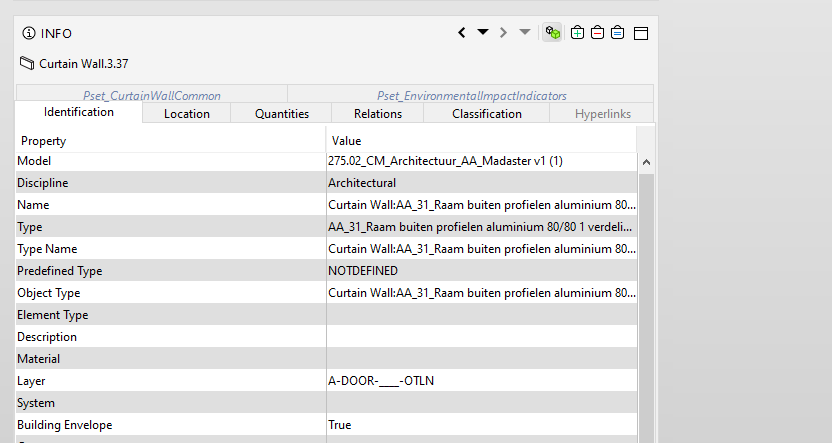 INFO
Curtain Wall.3.37
Pset_CurtainWallCommon Pset_EnvironmentalImpactIndicators
Identification Location Quantities Relations Classification Hyperlinks
Property Value
Model 275.02_CM_Architectuur_AA_Madaster v1 (1)
Discipline Architectural
Name Curtain Wall:AA_31_Raam buiten profielen aluminium 80...
Type AA_31_Raam buiten profielen aluminium 80/80 1 verdeli...
Type Name Curtain Wall:AA_31_Raam buiten profielen aluminium 80...
Predefined Type NOTDEFINED
Object Type Curtain Wall:AA_31_Raam buiten profielen aluminium 80...
Element Type
Description
Material
Layer A-DOOR-____-OTLN
System
Building Envelope True